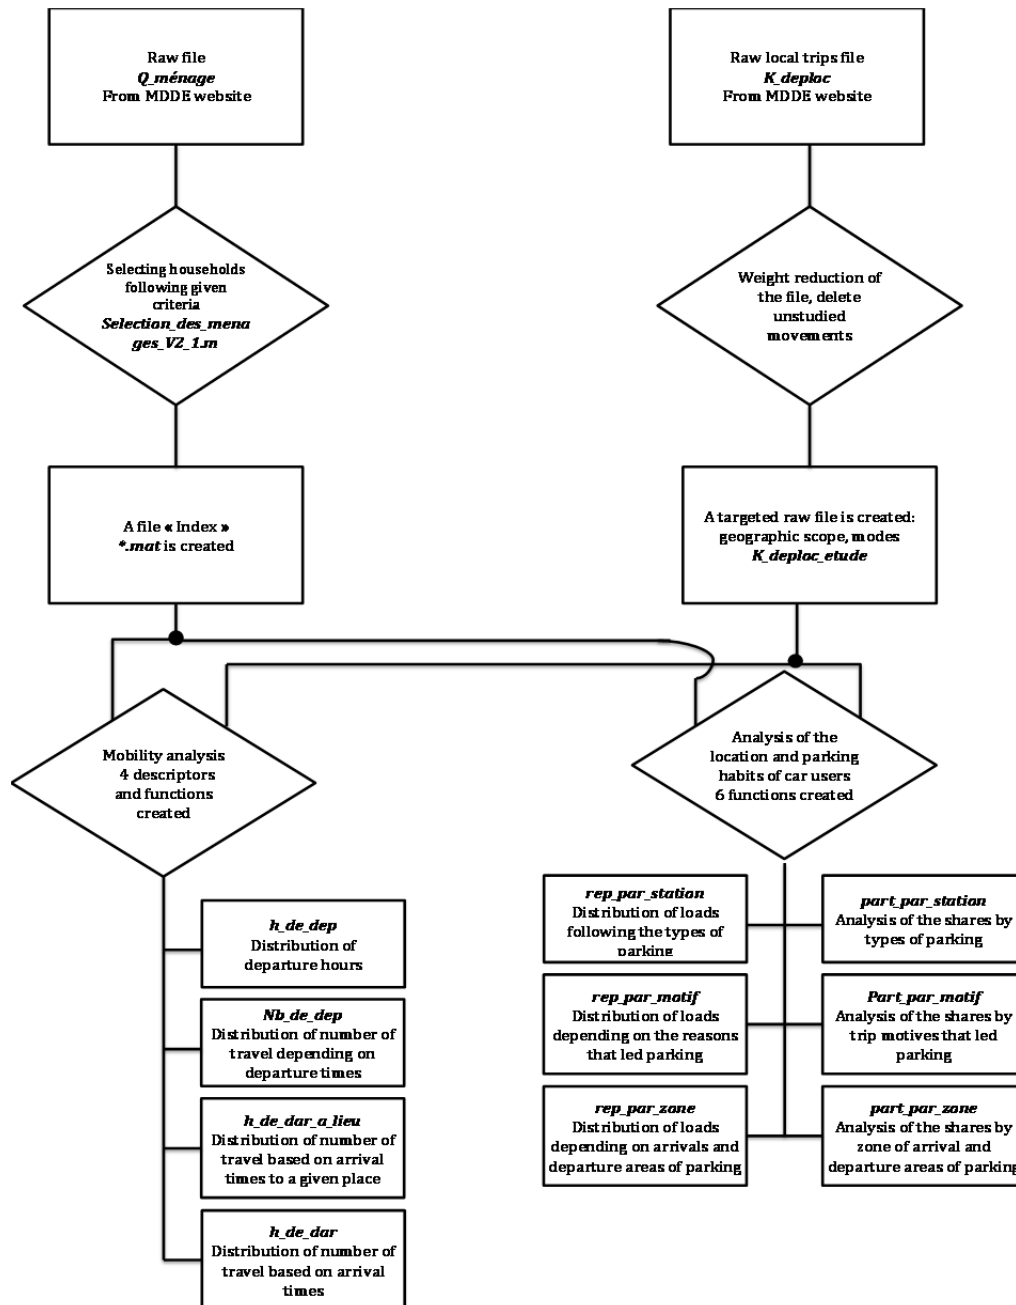 Raw file
Q_ménage
From MDDE website
Raw local trips file
K_deploc
From MDDE website
Selecting households
following given
criteria
Selection_des_mena
ges_V2_1.m
Weight reduction of
the file, delete
unstudied
movements
A file « Index »
*.mat is created
A targeted raw file is created:
geographic scope, modes
K_deploc_etude
Mobility analysis
4 descriptors
and functions
created
Analysis of the
location and parking
habits of car users
6 functions created
h_de_dep
Distribution of
departure hours
Nb_de_dep
Distribution of number of
travel depending on
departure times
h_de_dar_a_lieu
Distribution of number of
travel based on arrival
times to a given place
h_de_dar
Distribution of number of
travel based on arrival
times
rep_par_station
Distribution of loads
following the types of
parking
part_par_station
Analysis of the shares by
types of parking
rep_par_motif
Distribution of loads
depending on the reasons
that led parking
Part_par_motif
Analysis of the shares by
trip motives that led
parking
rep_par_zone
Distribution of loads
depending on arrivals and
departure areas of parking
part_par_zone
Analysis of the shares by
zone of arrival and
departure areas of parking